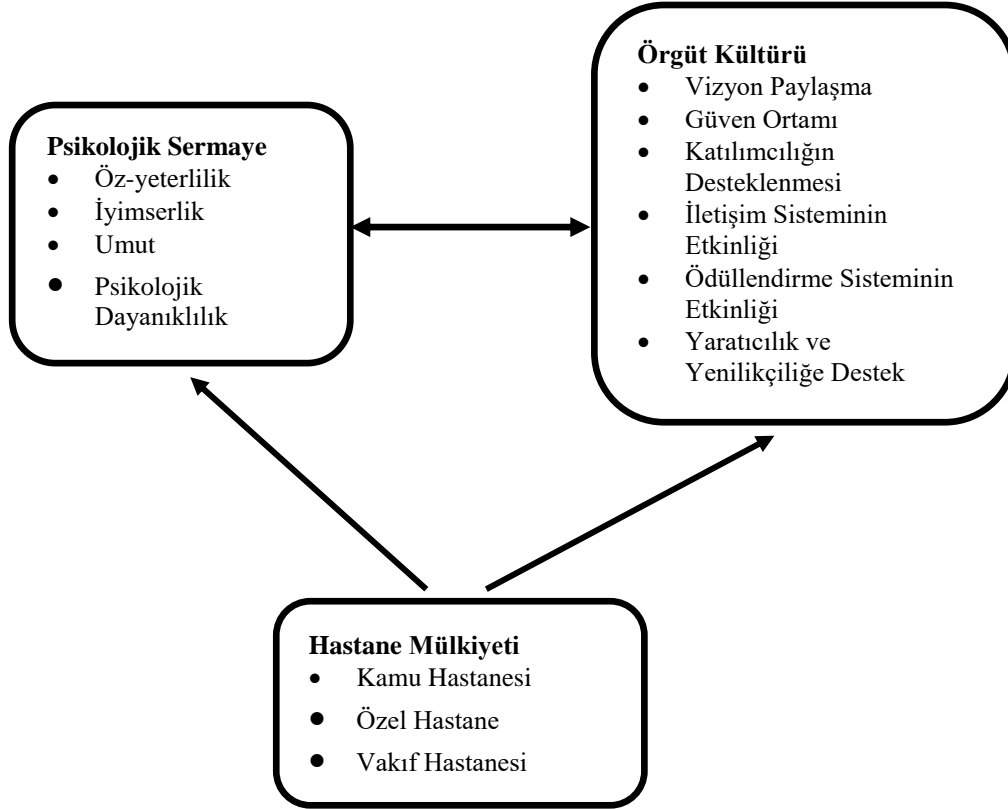 Psikolojik Sermaye
• Öz-yeterlilik
• İyimserlik
• Umut
• Psikolojik
Dayanıklılık
Örgüt Kültürü
• Vizyon Paylaşma
• Güven Ortamı
• Katılımcılığın
Desteklenmesi
• İletişim Sisteminin
Etkinliği
• Ödüllendirme Sisteminin
Etkinliği
• Yaratıcılık ve
Yenilikçiliğe Destek
Hastane Mülkiyeti
• Kamu Hastanesi
• Özel Hastane
• Vakıf Hastanesi